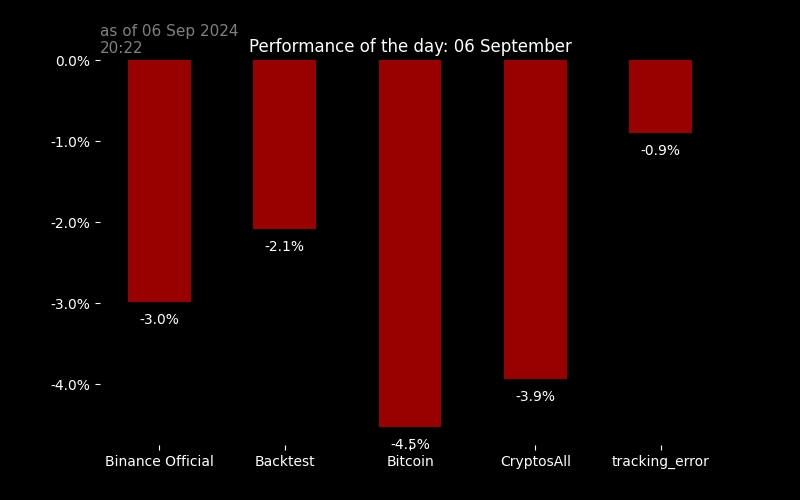 as of 06 Sep 2024
20:22
Performance of the day: 06 September
0.0%
-1.0%
-2.0%
-3.0%
-4.0%
-3.0%
-2.1%
-4.5%
-3.9%
-0.9%
Binance Official
Backtest
Bitcoin
CryptosAll
tracking_error